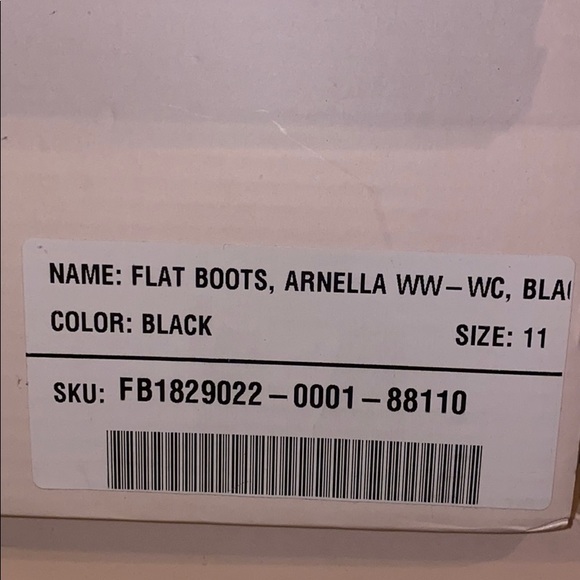 NAME: FLAT BOOTS, ARNELLA WW-WC,
COLOR: BLACK SIZE: 11
SKU: FB1829022-0001-88110